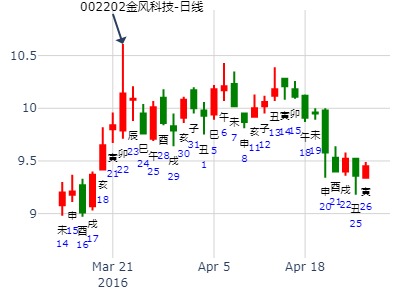 002202金风科技-日线
10.5
10
9.5
9
未
14
申
15
酉
16
戌
17
亥
18
寅
21
卯
22
辰
23
巳
24
午
25
酉
28
戌
29
亥
30
子
31
丑
1
巳
5
午
6
未
7
申
8
亥
11
子
12
丑
13
寅
14
卯
15
午
18
未
19
申
20
酉
21
戌
22
丑
25
寅
26
Mar 21
2016
Apr 5
Apr 18